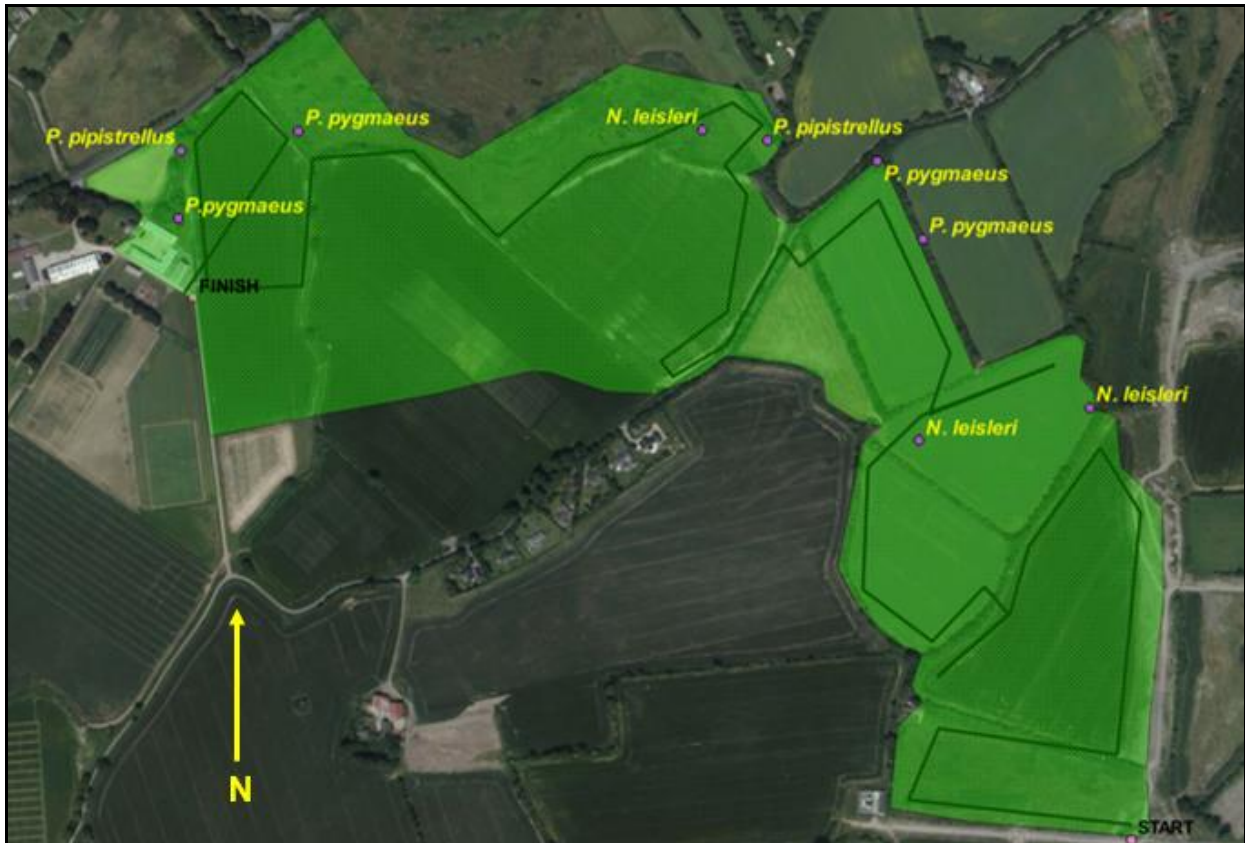 P. pygmaeus
N. leisleri
P. pipistrellus
P. pipistrellus
P. pygmaeus
P.pygmaeus
P. pygmaeus
FINISH
N. leisleri
N. leisleri
N
START